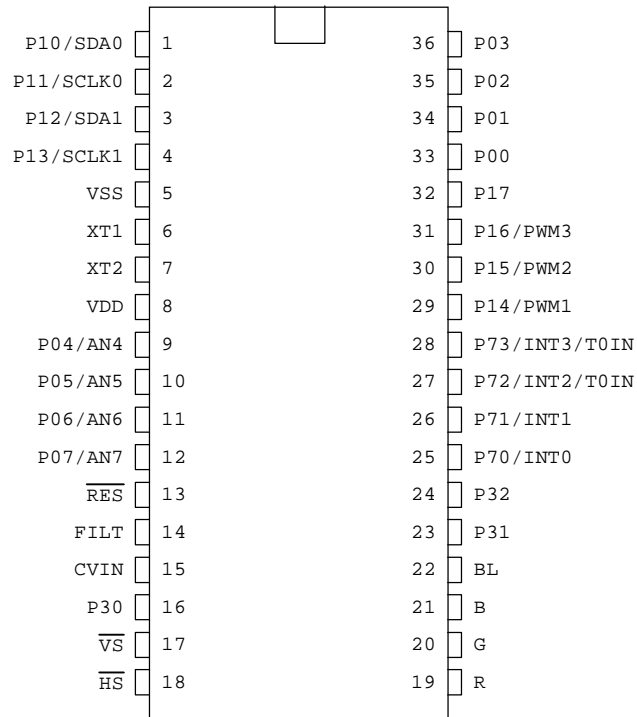 P10/SDA0 1 36 P03
P11/SCLK0 2 35 P02
P12/SDA1 3 34 P01
P13/SCLK1 4 33 P00
VSS 5 32 P17
XT1 6 31 P16/PWM3
XT2 7 30 P15/PWM2
VDD 8 29 P14/PWM1
P04/AN4 9 28 P73/INT3/T0IN
P05/AN5 10 27 P72/INT2/T0IN
P06/AN6 11 26 P71/INT1
P07/AN7 12 25 P70/INT0
R̅E̅S̅ 13 24 P32
FILT 14 23 P31
CVIN 15 22 BL
P30 16 21 B
V̅S̅ 17 20 G
H̅S̅ 18 19 R